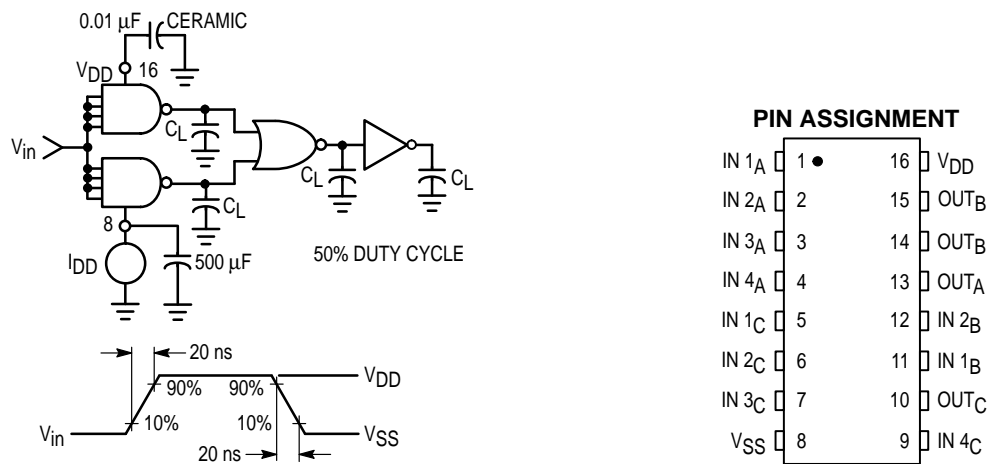 0.01 μF CERAMIC
VDD 16
Vin
CL
CL
CL
CL
8
IDD
500 μF
50% DUTY CYCLE
20 ns
90% 90%
VDD
10% 10%
Vin
VSS
20 ns
PIN ASSIGNMENT
IN 1A 1 16 VDD
IN 2A 2 15 OUTB
IN 3A 3 14 OUTB
IN 4A 4 13 OUTA
IN 1C 5 12 IN 2B
IN 2C 6 11 IN 1B
IN 3C 7 10 OUTC
VSS 8 9 IN 4C